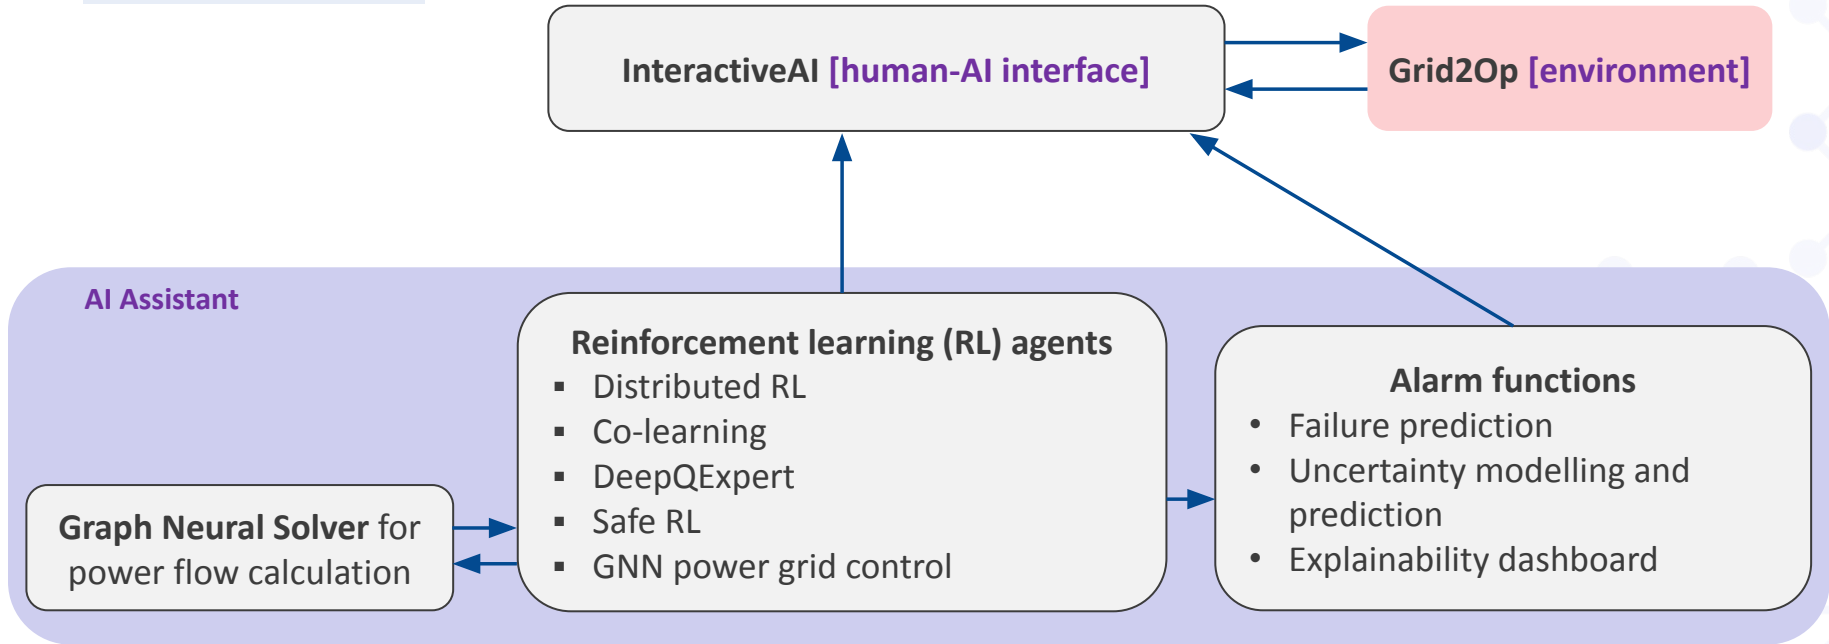 InteractiveAI [human-AI interface]
Grid2Op [environment]
AI Assistant
Graph Neural Solver for
power flow calculation
Reinforcement learning (RL) agents
▪ Distributed RL
▪ Co-learning
▪ DeepQExpert
▪ Safe RL
▪ GNN power grid control
Alarm functions
• Failure prediction
• Uncertainty modelling and
prediction
• Explainability dashboard